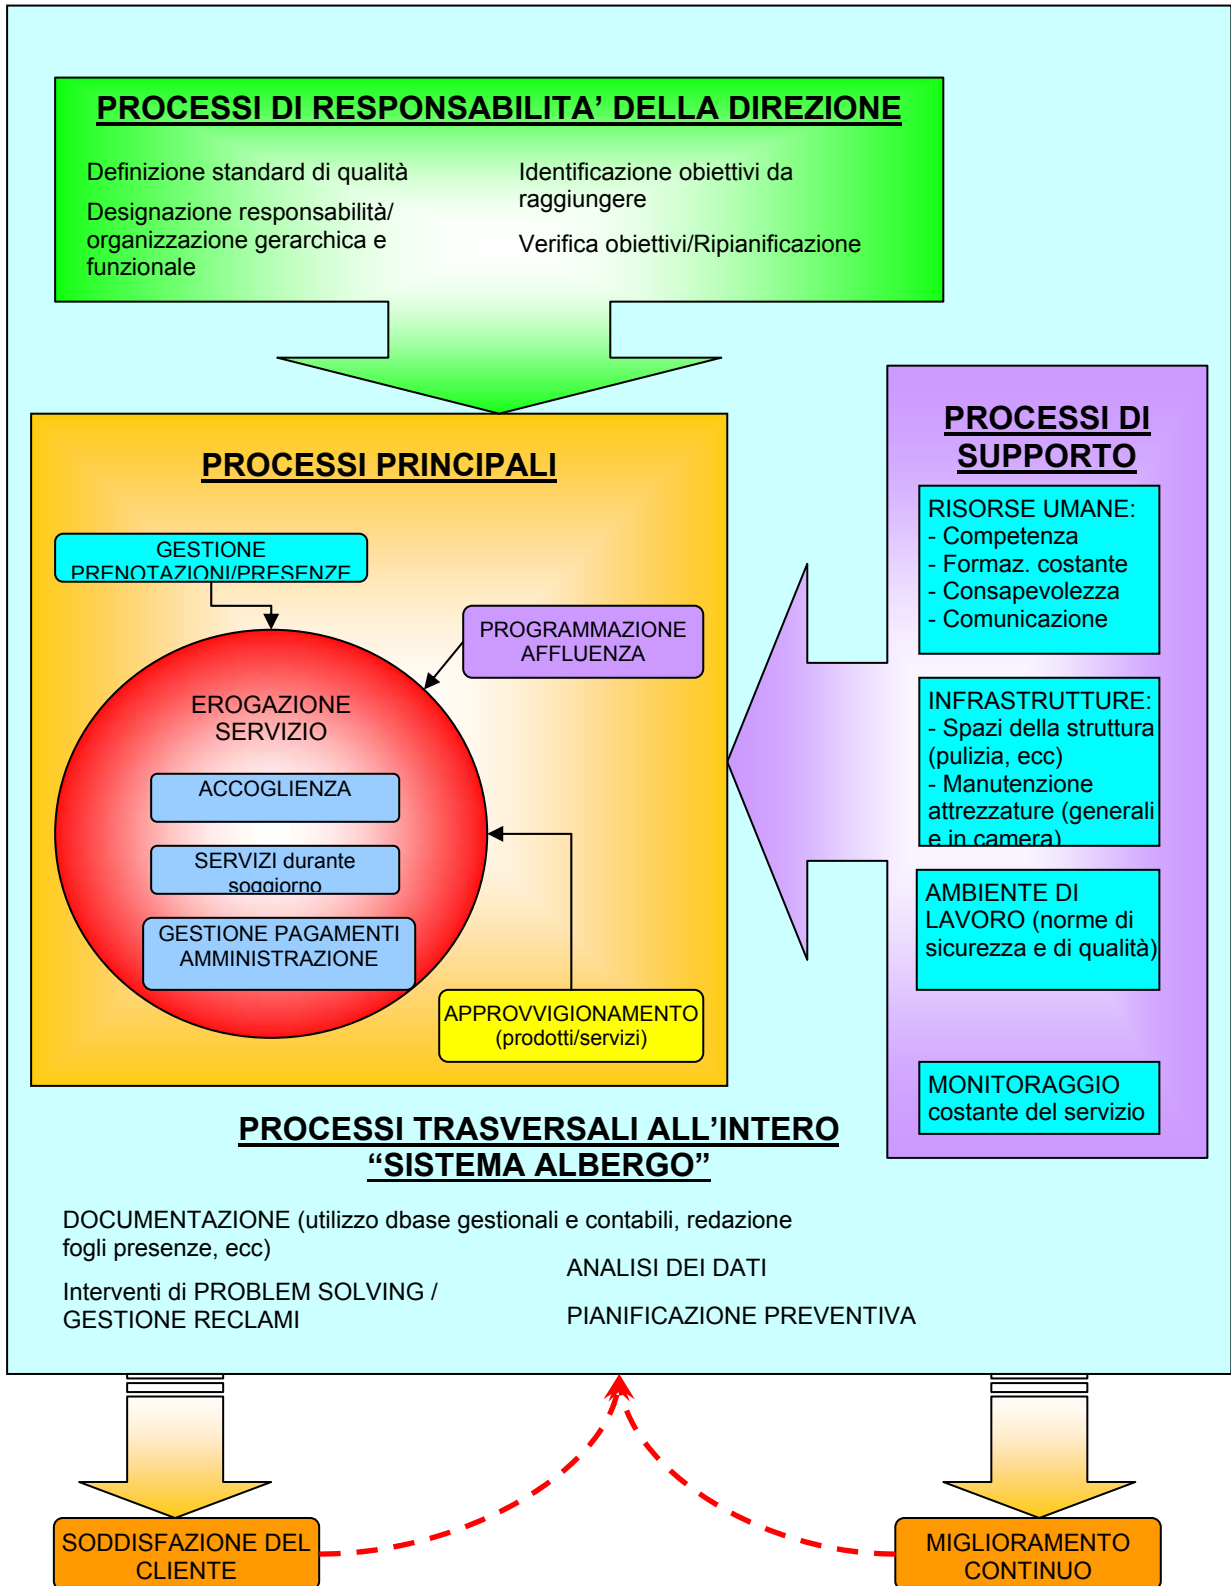 PROCESSI DI RESPONSABILITA' DELLA DIREZIONE
Definizione standard di qualità
Designazione responsabilità/
organizzazione gerarchica e
funzionale
Identificazione obiettivi da
raggiungere
Verifica obiettivi/Ripianificazione
PROCESSI PRINCIPALI
GESTIONE
PRENOTAZIONI/PRESENZE
PROGRAMMAZIONE
AFFLUENZA
EROGAZIONE
SERVIZIO
ACCOGLIENZA
SERVIZI durante
soggiorno
GESTIONE PAGAMENTI
AMMINISTRAZIONE
APPROVVIGIONAMENTO
(prodotti/servizi)
PROCESSI DI
SUPPORTO
RISORSE UMANE:
- Competenza
- Formaz. costante
- Consapevolezza
- Comunicazione
INFRASTRUTTURE:
- Spazi della struttura
(pulizia, ecc)
- Manutenzione
attrezzature (generali
e in camera)
AMBIENTE DI
LAVORO (norme di
sicurezza e di qualità)
MONITORAGGIO
costante del servizio
PROCESSI TRASVERSALI ALL'INTERO
“SISTEMA ALBERGO”
DOCUMENTAZIONE (utilizzo dbase gestionali e contabili, redazione
fogli presenze, ecc)
Interventi di PROBLEM SOLVING /
GESTIONE RECLAMI
ANALISI DEI DATI
PIANIFICAZIONE PREVENTIVA
SODDISFAZIONE DEL
CLIENTE
MIGLIORAMENTO
CONTINUO